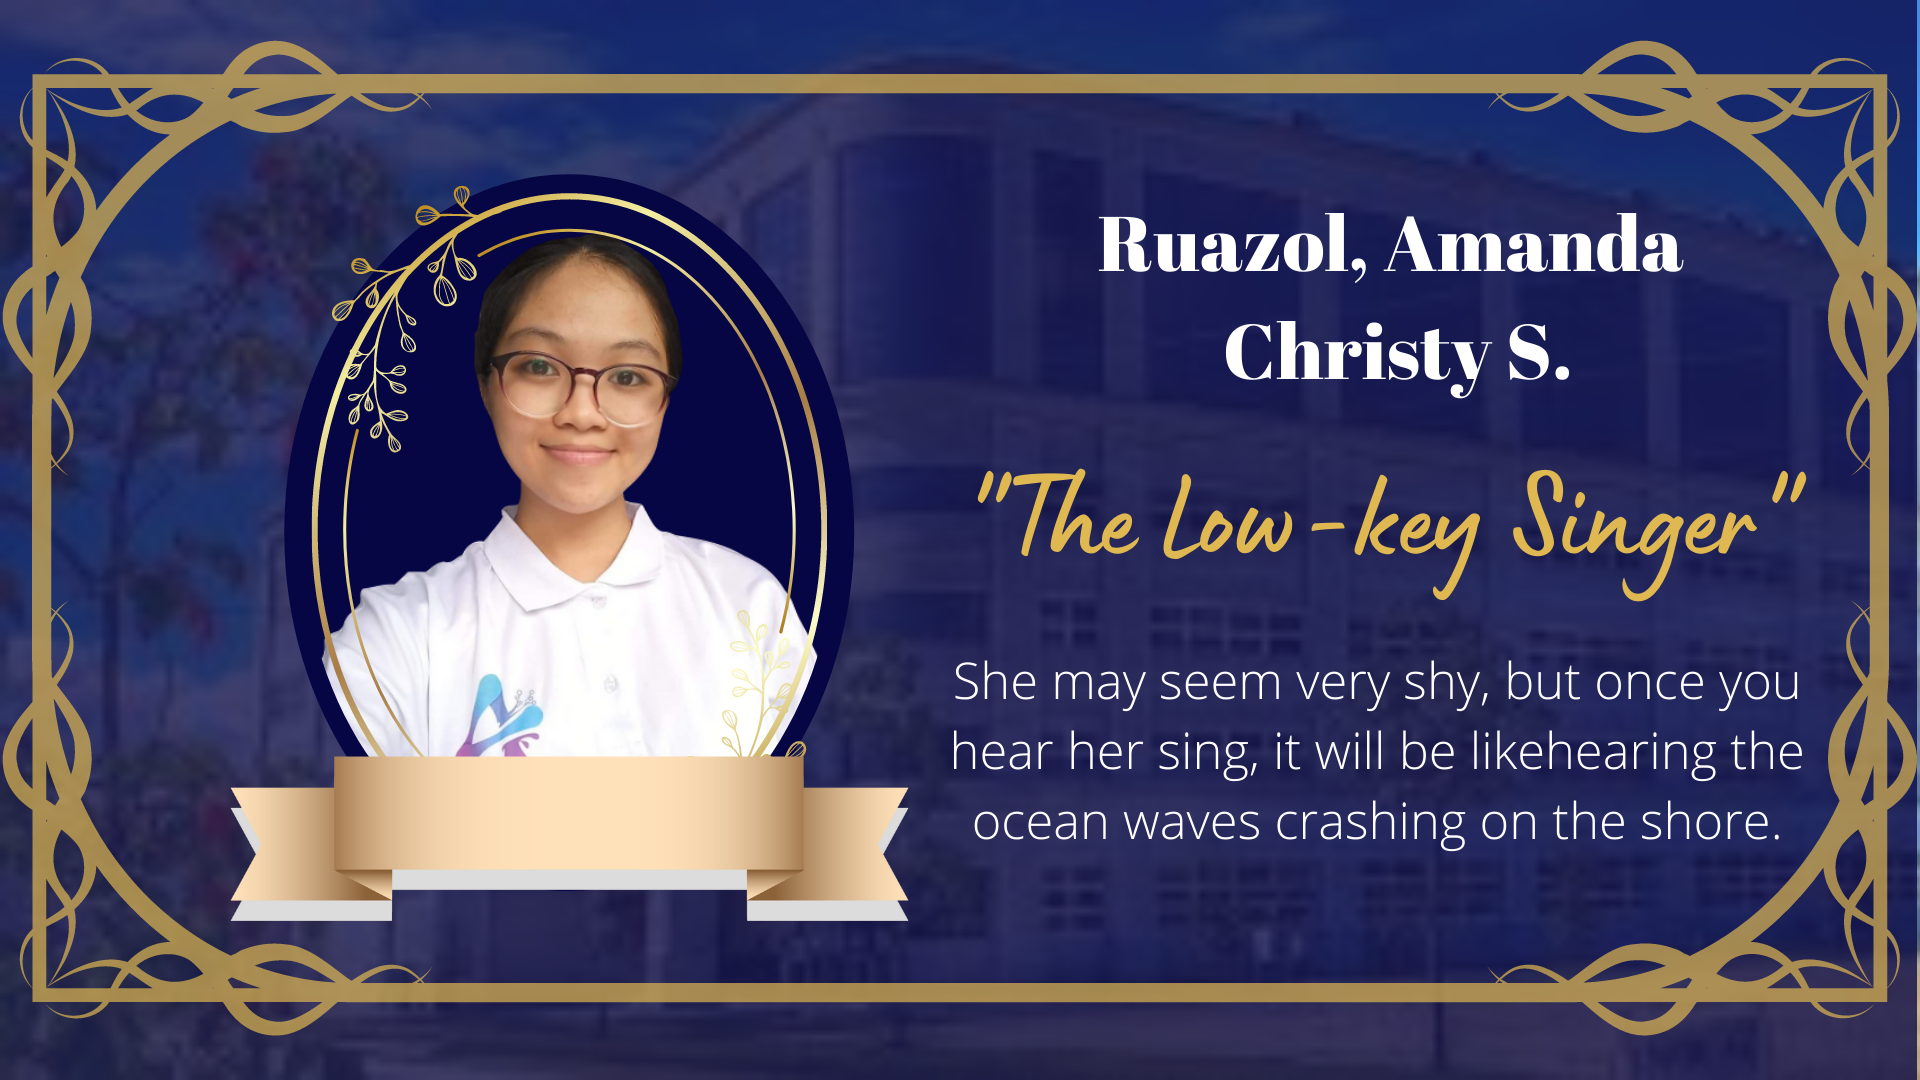 Ruazol, Amanda
Christy S.
"The Low-key Singer"
She may seem very shy, but once you
hear her sing, it will be likehearing the
ocean waves crashing on the shore.